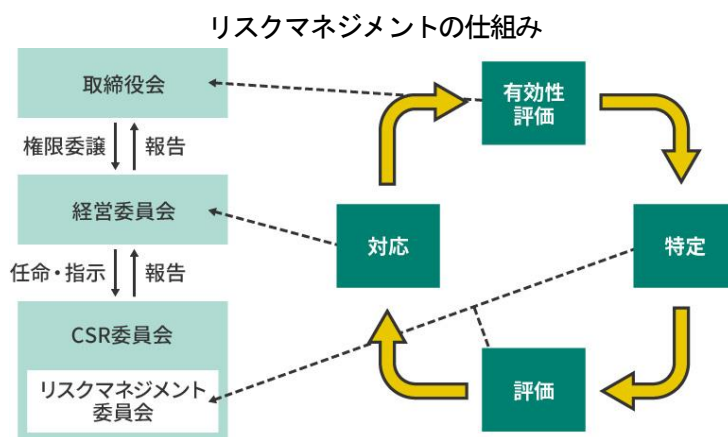 リスクマネジメントの仕組み
取締役会
権限委譲
報告
経営委員会
任命・指示
報告
CSR委員会
リスクマネジメント
委員会
有効性
評価
対応
特定
評価